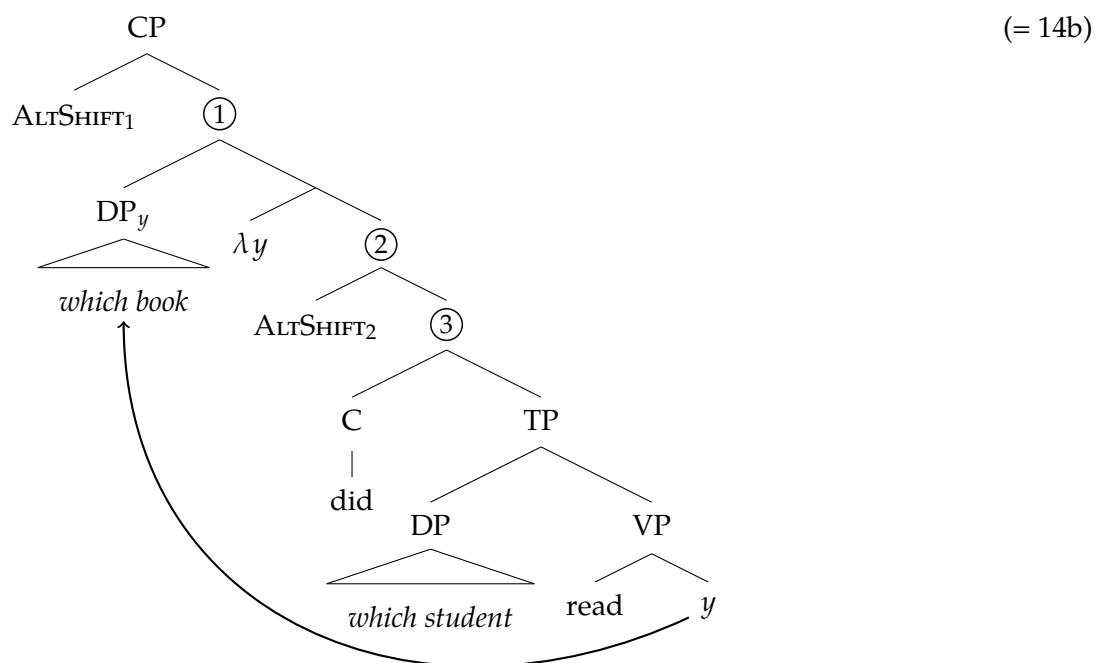 CP (= 14b)
ALTSHIFT₁ ①
DPy λy ②
which book ALTSHIFT₂ ③
C TP
did DP VP
which student read y